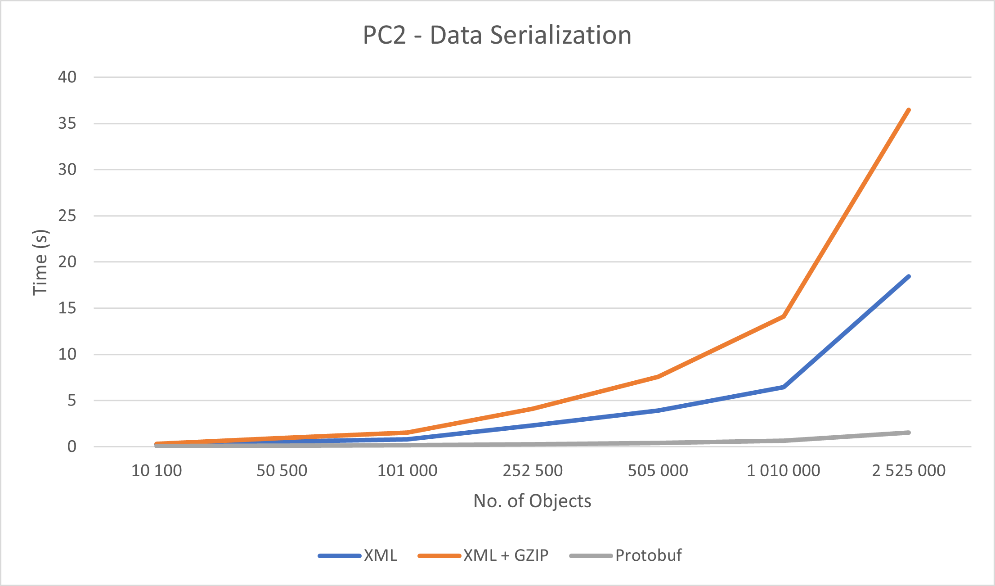 PC2 - Data Serialization
40
35
30
25
20
15
10
5
0
Time (s)
10 100 50 500 101 000 252 500 505 000 1 010 000 2 525 000
No. of Objects
XML XML + GZIP Protobuf